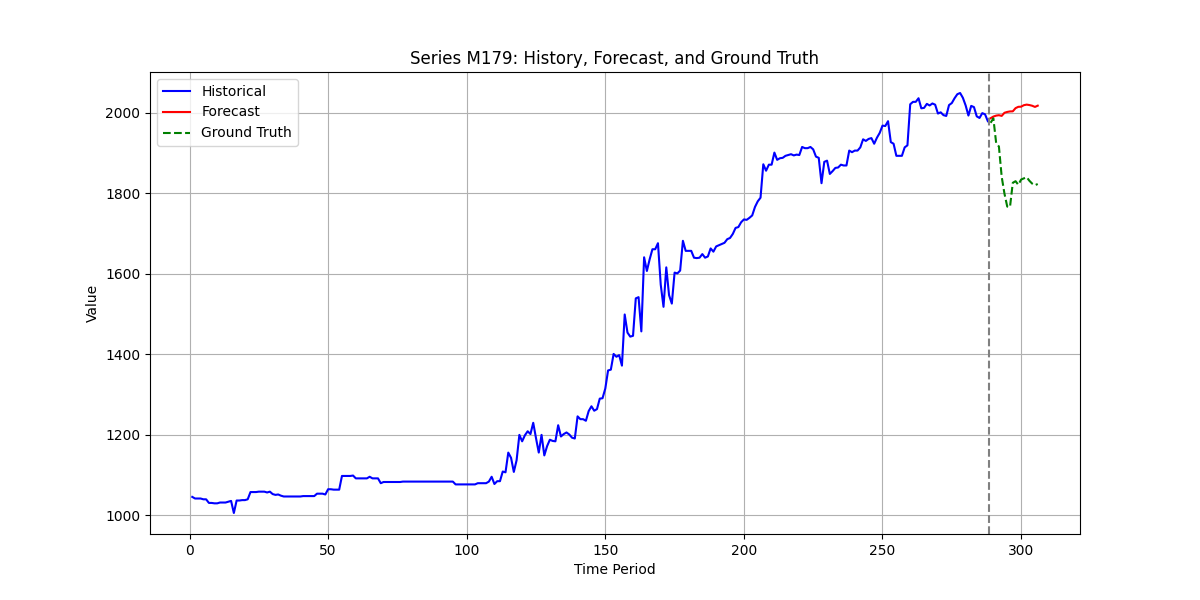 Series M179: History, Forecast, and Ground Truth
Historical
Forecast
Ground Truth
2000
1800
1600
1400
1200
1000
Value
0 50 100 150 200 250 300
Time Period